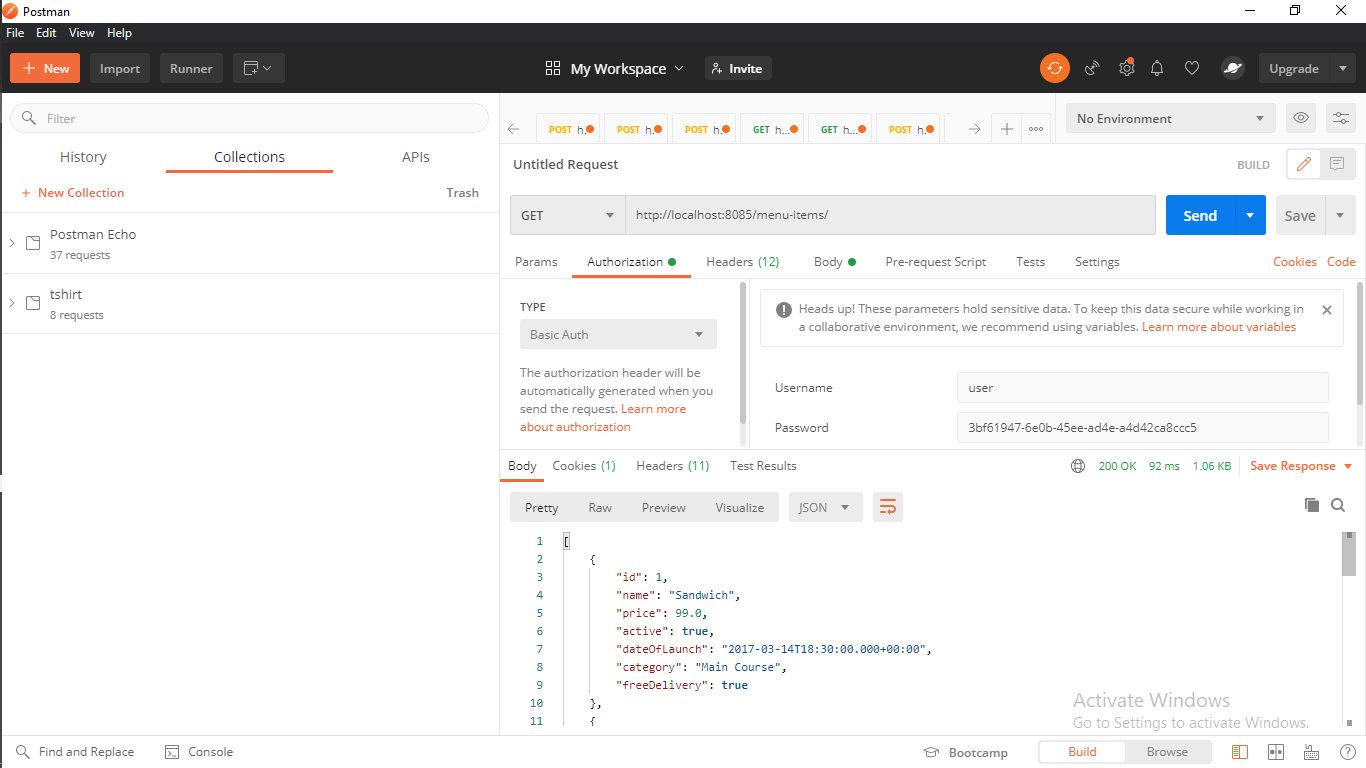 Postman
File Edit View Help
+ New Import Runner My Workspace Invite Upgrade
Filter
History Collections APIs
+ New Collection Trash
Postman Echo
37 requests
tshirt
8 requests
POST h. POST h. POST h. GET h... GET h... POST h.
No Environment
Untitled Request BUILD
GET http://localhost:8085/menu-items/ Send Save
Params Authorization Headers (12) Body Pre-request Script Tests Settings Cookies Code
TYPE
Basic Auth
The authorization header will be
automatically generated when you
send the request. Learn more
about authorization
Heads up! These parameters hold sensitive data. To keep this data secure while working in
a collaborative environment, we recommend using variables. Learn more about variables
Username user
Password 3bf61947-6e0b-45ee-ad4e-a4d42ca8ccc5
Body Cookies (1) Headers (11) Test Results 200 OK 92 ms 1.06 KB Save Response
Pretty Raw Preview Visualize JSON
1 [
2 {
3 "id": 1,
4 "name": "Sandwich",
5 "price": 99.0,
6 "active": true,
7 "dateOfLaunch": "2017-03-14T18:30:00.000+00:00",
8 "category": "Main Course",
9 "freeDelivery": true
10 },
11 {
Activate Windows
Go to Settings to activate Windows.
Find and Replace Console Bootcamp Build Browse